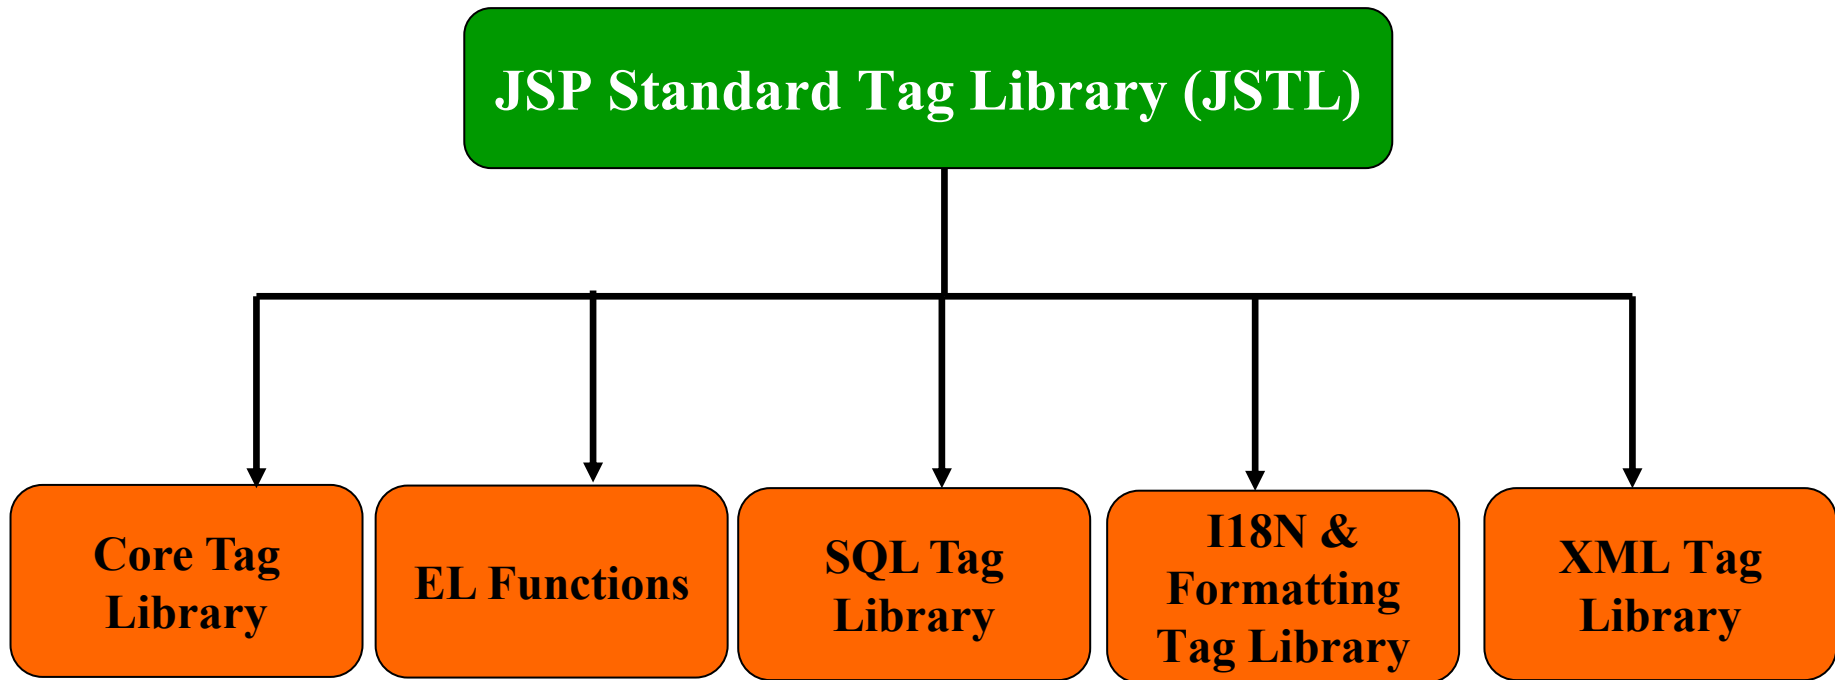 JSP Standard Tag Library (JSTL)
Core Tag
Library
EL Functions
SQL Tag
Library
I18N &
Formatting
Tag Library
XML Tag
Library